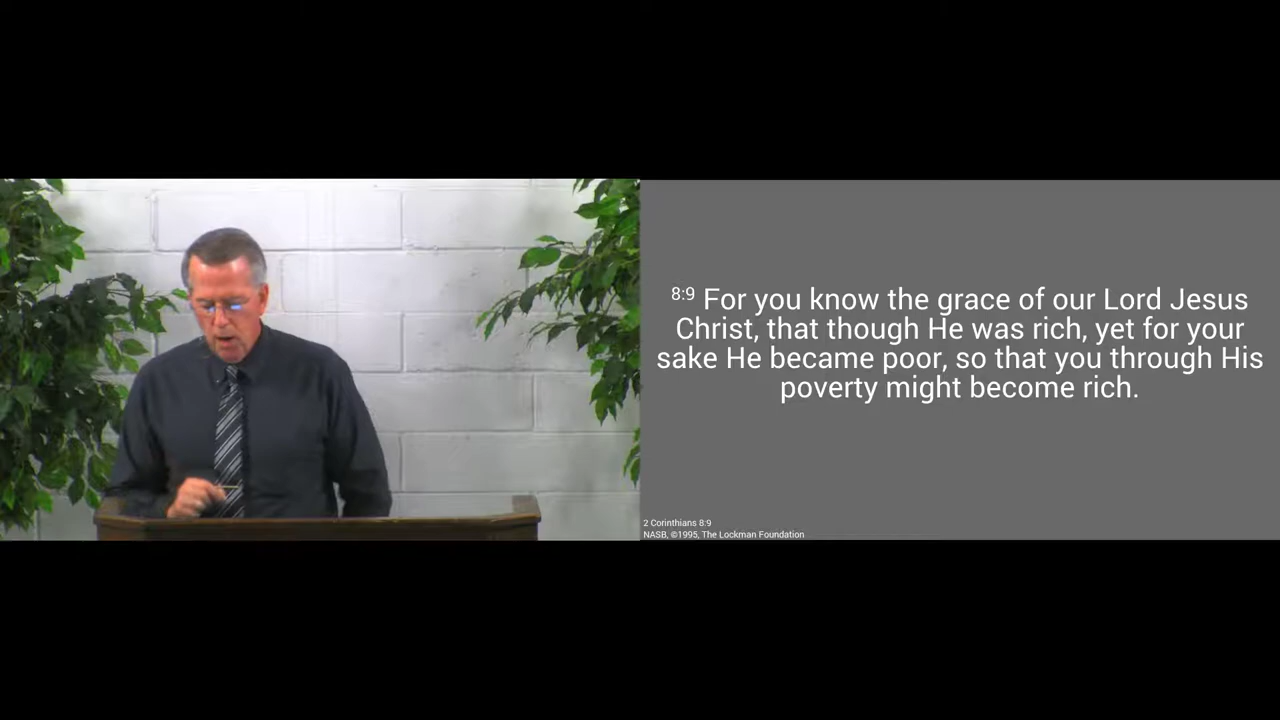 8:9 For you know the grace of our Lord Jesus
Christ, that though He was rich, yet for your
sake He became poor, so that you through His
poverty might become rich.
2 Corinthians 8:9
NASB, ©1995, The Lockman Foundation